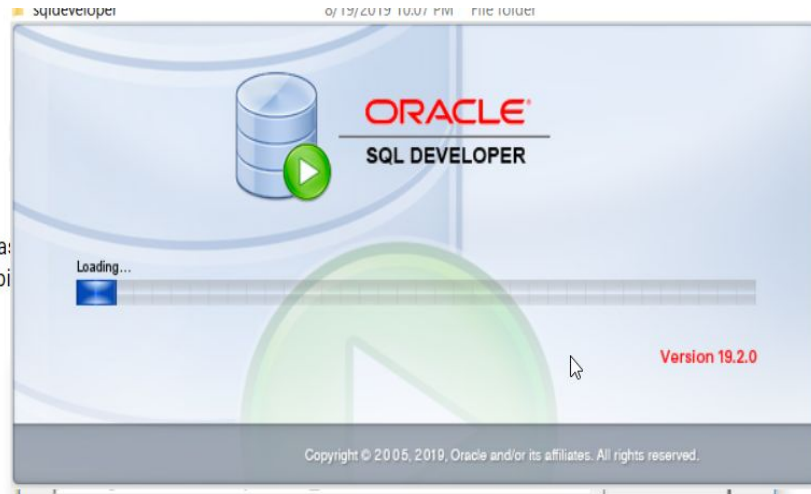 sqldeveloper 8/19/2019 10:07 PM File folder
ORACLE®
SQL DEVELOPER
Loading...
Version 19.2.0
Copyright © 2005, 2019, Oracle and/or its affiliates. All rights reserved.